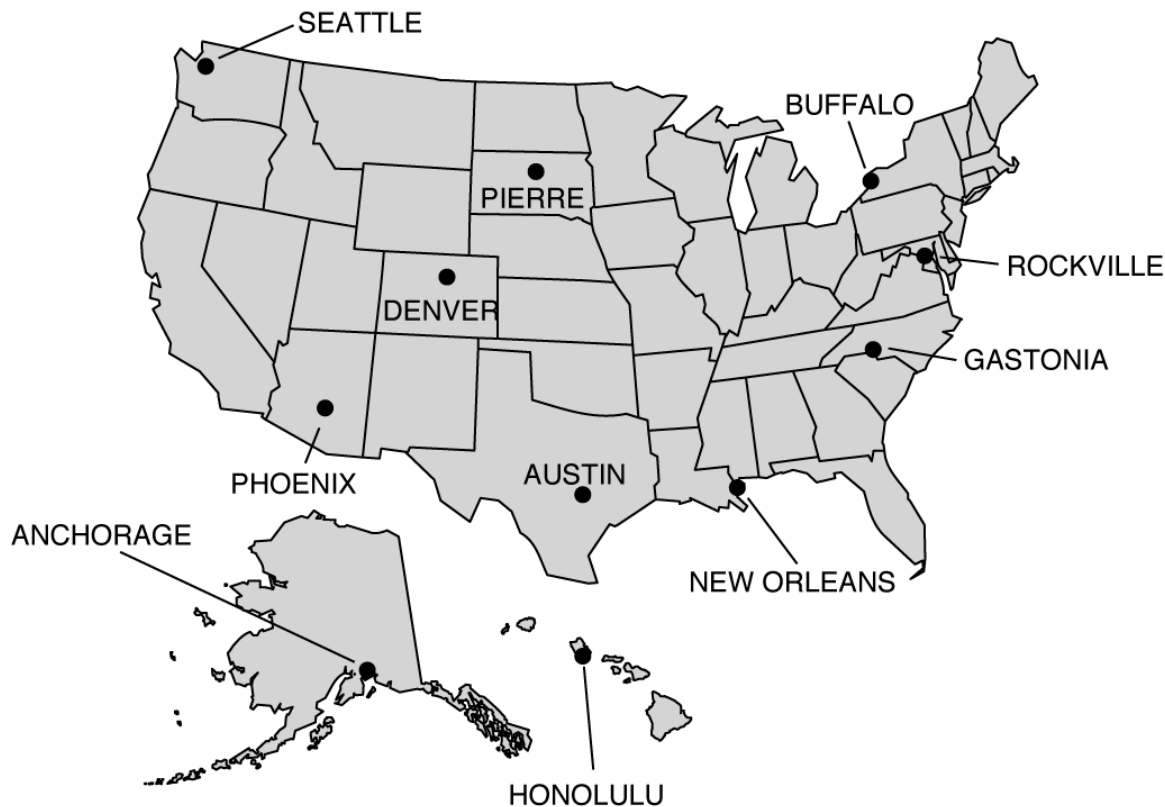 SEATTLE
BUFFALO
PIERRE
ROCKVILLE
DENVER
GASTONIA
AUSTIN
PHOENIX
ANCHORAGE
NEW ORLEANS
HONOLULU